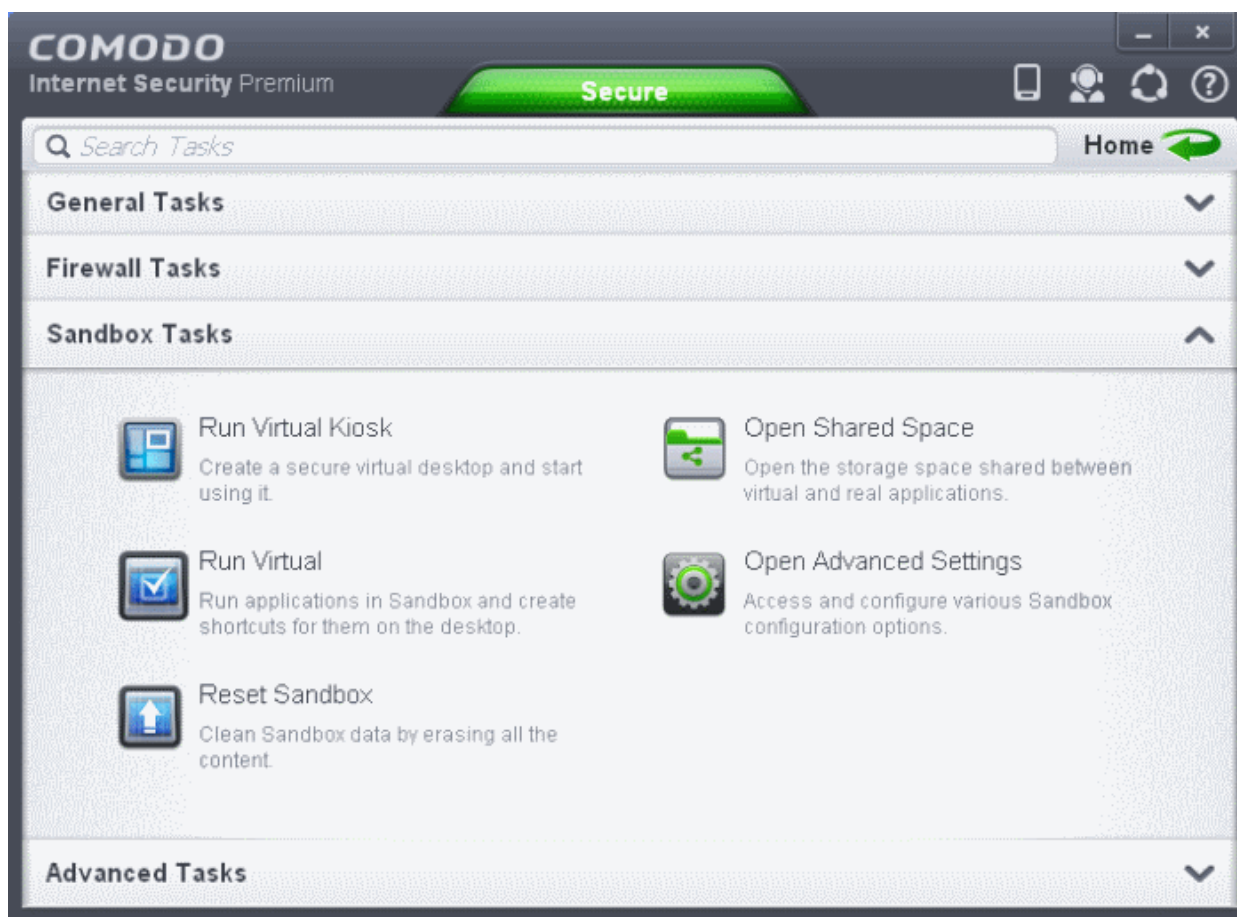 COMODO
Internet Security Premium
Secure
Search Tasks
Home
General Tasks
Firewall Tasks
Sandbox Tasks
Run Virtual Kiosk
Create a secure virtual desktop and start
using it.
Open Shared Space
Open the storage space shared between
virtual and real applications.
Run Virtual
Run applications in Sandbox and create
shortcuts for them on the desktop.
Open Advanced Settings
Access and configure various Sandbox
configuration options.
Reset Sandbox
Clean Sandbox data by erasing all the
content.
Advanced Tasks